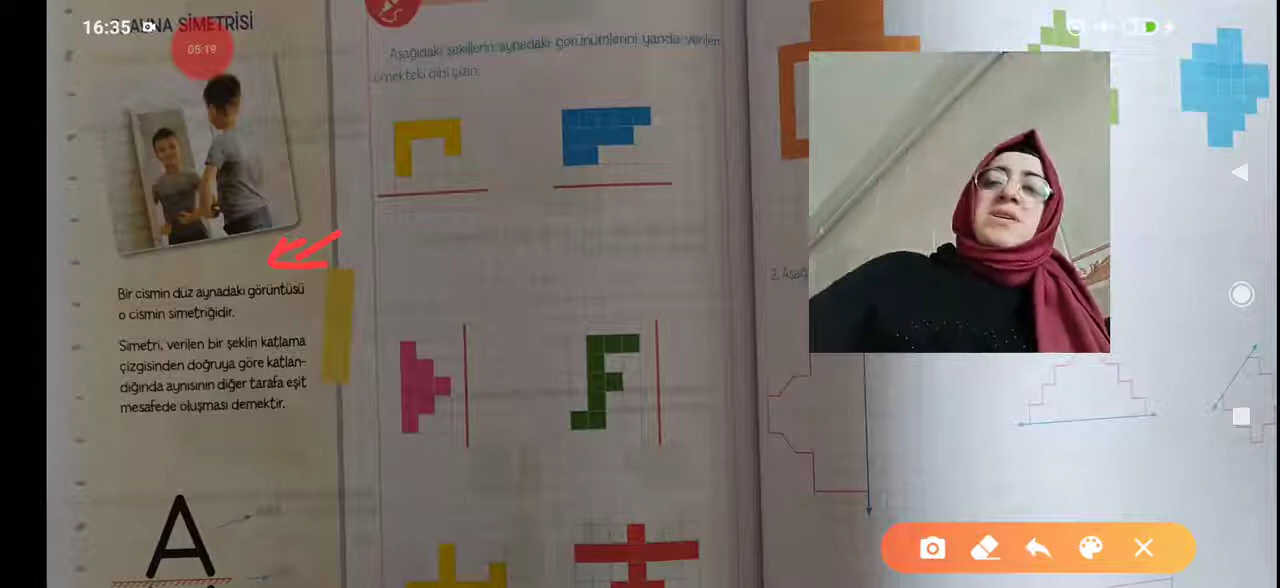 16:35
AYNA SİMETRİSİ
05:19
Aşağıdaki şekillerin aynadaki görünümlerini yanda verilen
örnekteki gibi çizin.
Bir cismin düz aynadaki görüntüsü
o cismin simetriğidir.
Simetri, verilen bir şeklin katlama
çizgisinden doğruya göre katlan-
dığında aynısının diğer tarafa eşit
mesafede oluşması demektir.
A
2. Aşağ